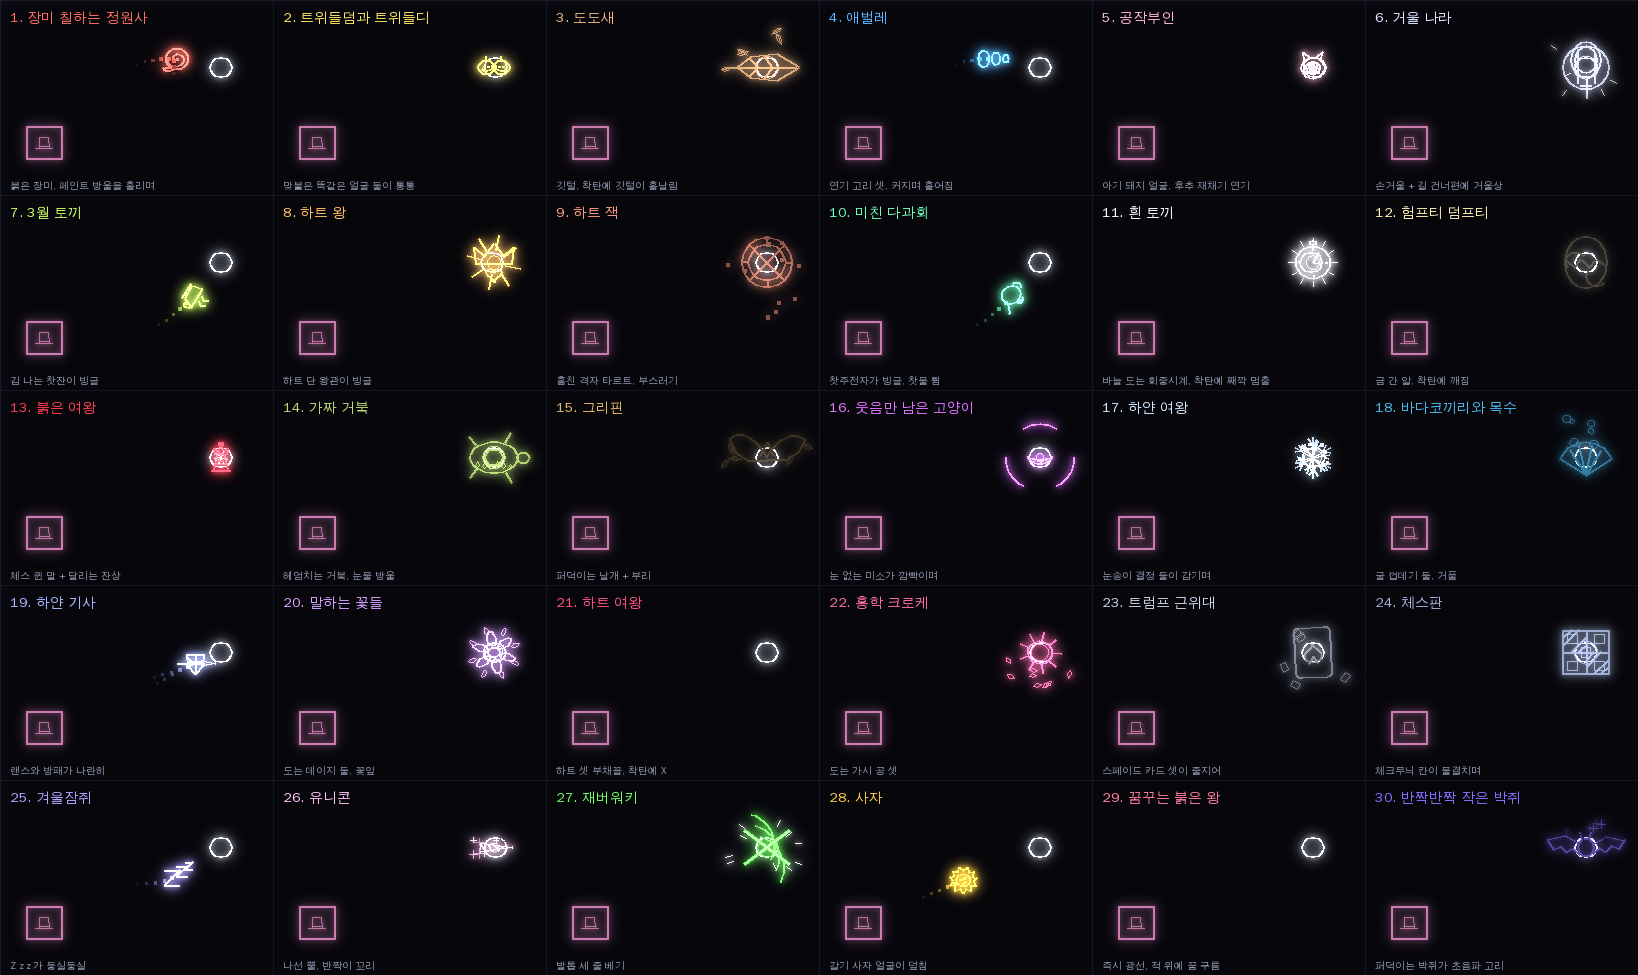 1. 장미 칠하는 정원사
2. 트위들덤과 트위들디
3. 도도새
4. 애벌레
5. 공작부인
6. 거울 나라
붉은 장미, 페인트 방울을 흘리며
맞붙은 똑같은 얼굴 둘이 통통
깃털, 착탄에 깃털이 흩날림
연기 고리 셋, 커지며 흩어짐
아기 돼지 얼굴, 후추 재채기 연기
손거울 + 길 건너편에 거울상
7. 3월 토끼
8. 하트 왕
9. 하트 잭
10. 미친 다과회
11. 흰 토끼
12. 험프티 덤프티
김 나는 찻잔이 빙글
하트 단 왕관이 빙글
훔친 격자 타르트, 부스러기
찻주전자가 빙글, 찻물 튐
바늘 도는 회중시계, 착탄에 째깍 멈춤
금 간 알, 착탄에 깨짐
13. 붉은 여왕
14. 가짜 거북
15. 그리핀
16. 웃음만 남은 고양이
17. 하얀 여왕
18. 바다코끼리와 목수
체스 퀸 말 + 달리는 잔상
헤엄치는 거북, 눈물 방울
퍼덕이는 날개 + 부리
눈 없는 미소가 깜빡이며
눈송이 결정 둘이 감기며
굴 껍데기 둘, 거품
19. 하얀 기사
20. 말하는 꽃들
21. 하트 여왕
22. 홍학 크로케
23. 트럼프 근위대
24. 체스판
랜스와 방패가 나란히
도는 데이지 둘, 꽃잎
하트 셋 부채꼴, 착탄에 X
도는 가시 공 셋
스페이드 카드 셋이 줄지어
체크무늬 칸이 물결치며
25. 겨울잠쥐
26. 유니콘
27. 재버워키
28. 사자
29. 꿈꾸는 붉은 왕
30. 반짝반짝 작은 박쥐
Z z z 가 둥실둥실
나선 뿔, 반짝이 꼬리
발톱 세 줄 베기
갈기 사자 얼굴이 덮침
즉시 광선, 적 위에 꿈 구름
퍼덕이는 박쥐가 초음파 고리